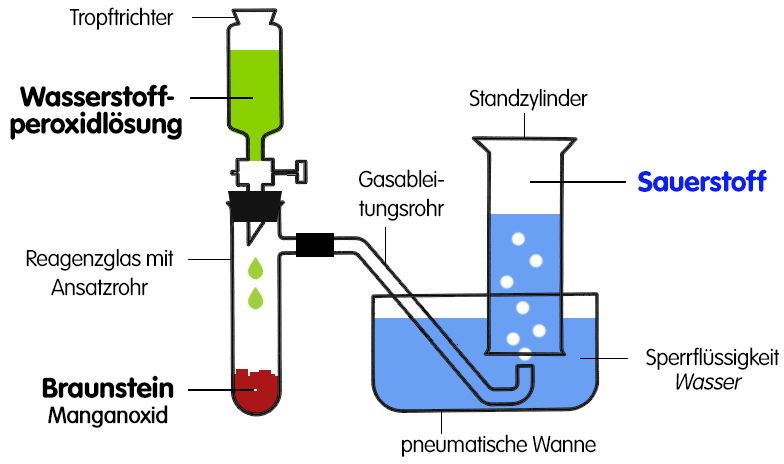 Tropftrichter
Wasserstoff-
peroxidlösung
Standzylinder
Gasablei-
tungsrohr
Sauerstoff
Reagenzglas mit
Ansatzrohr
Braunstein
Manganoxid
Sperrflüssigkeit
Wasser
pneumatische Wanne